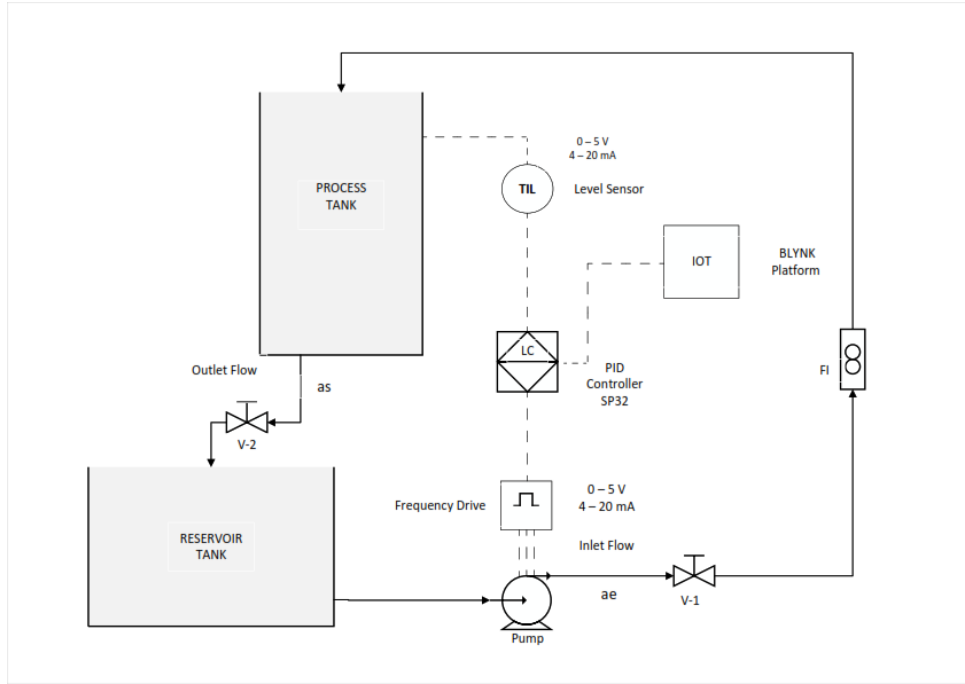 PROCESS
TANK
0 – 5 V
4 – 20 mA
TIL
Level Sensor
IOT
BLYNK
Platform
LC
PID
Controller
SP32
FI
Outlet Flow
as
V-2
RESERVOIR
TANK
Frequency Drive
0 – 5 V
4 – 20 mA
Inlet Flow
ae
V-1
Pump